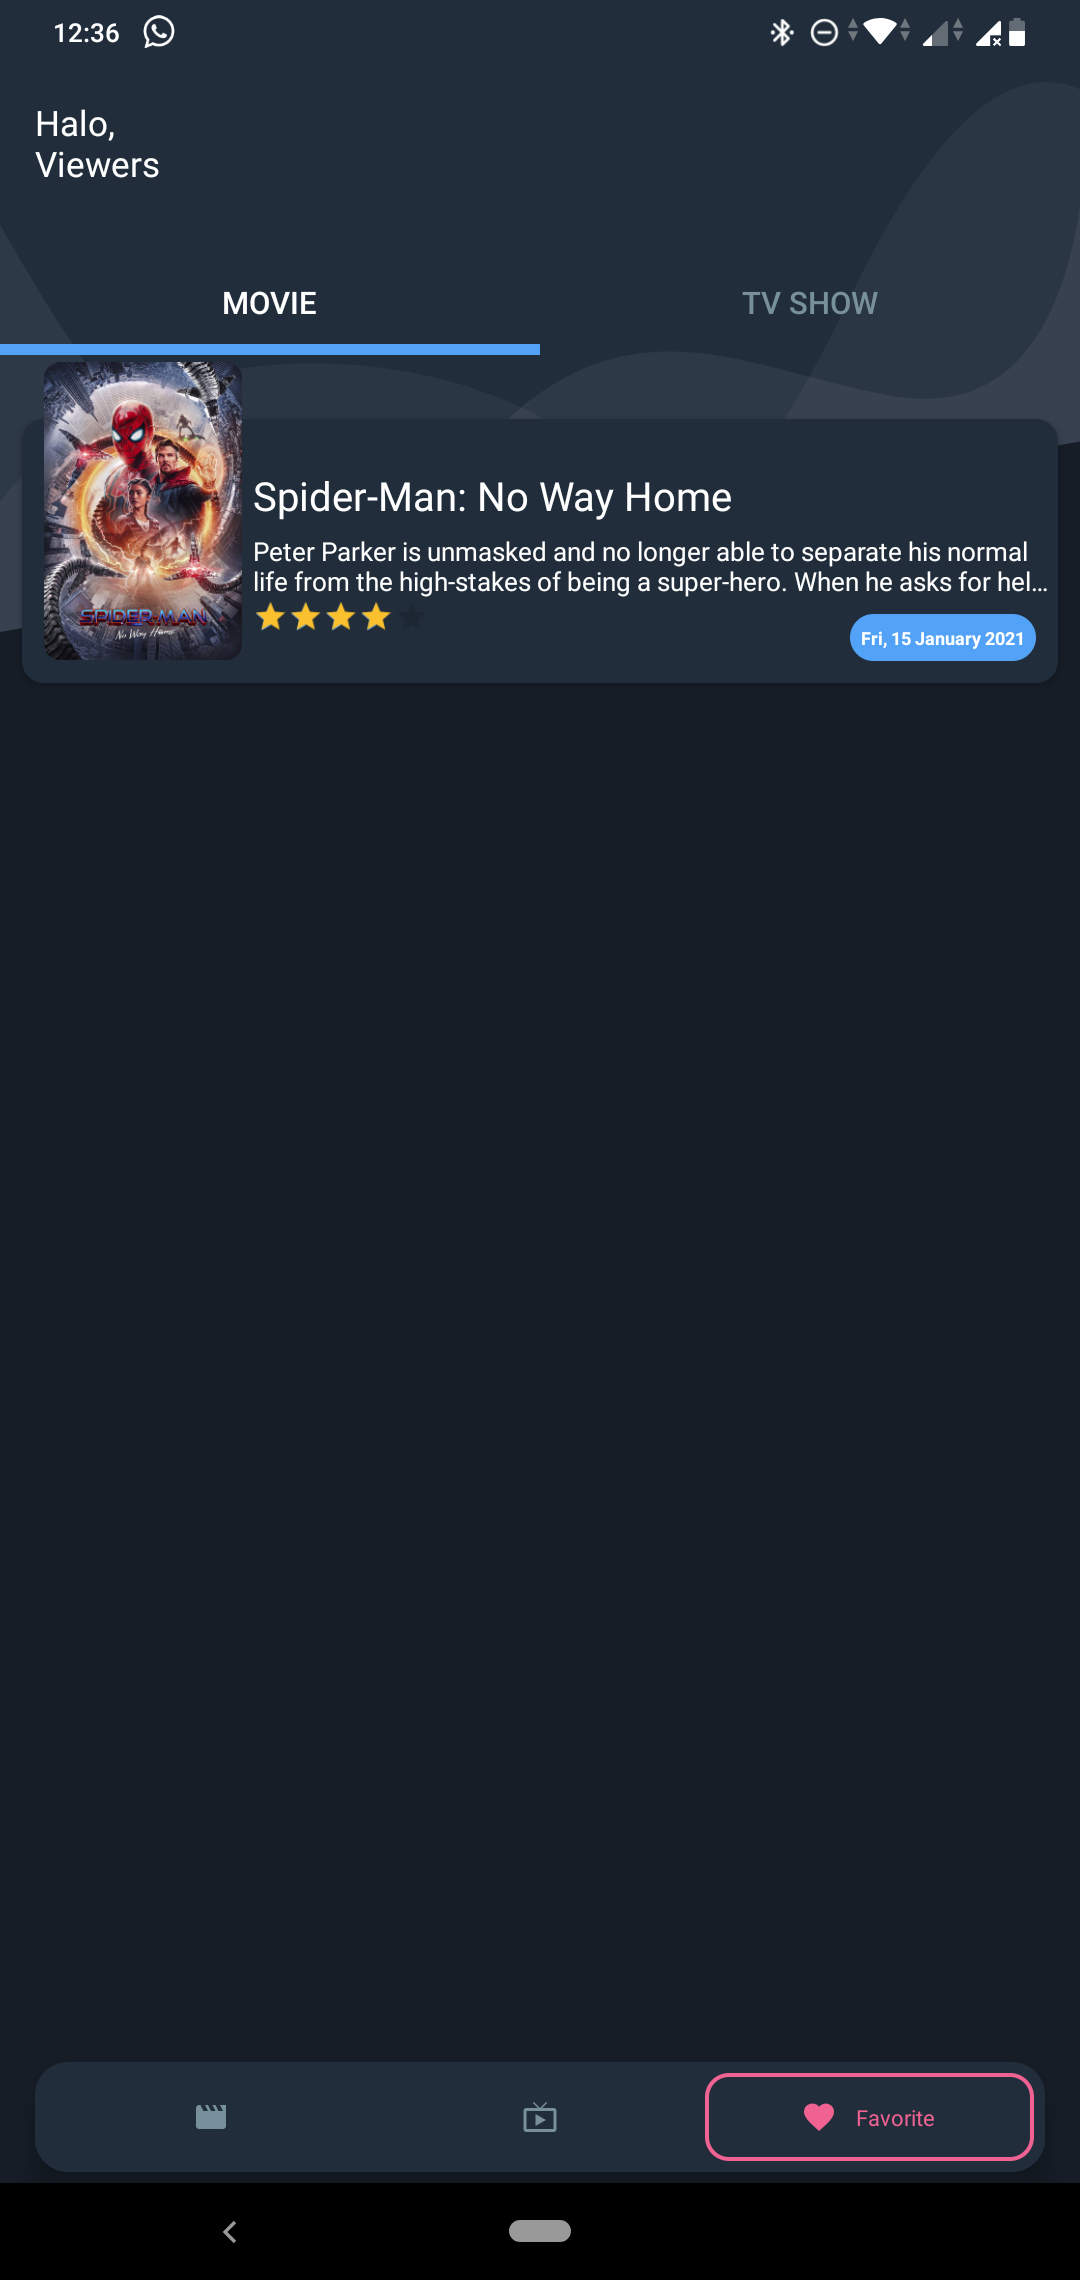 12:36
Halo,
Viewers
MOVIE
TV SHOW
SPIDER-MAN
No Way Home
Spider-Man: No Way Home
Peter Parker is unmasked and no longer able to separate his normal
life from the high-stakes of being a super-hero. When he asks for hel...
Fri, 15 January 2021
Favorite